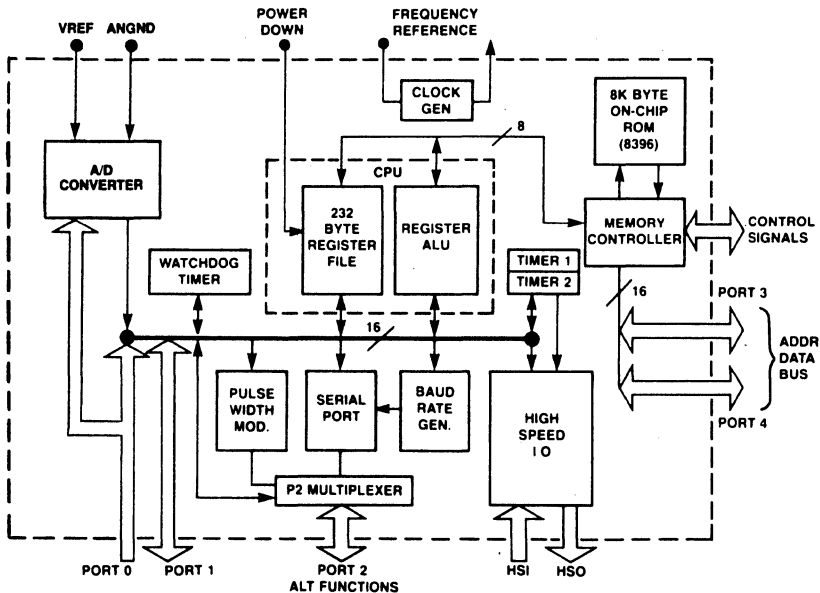 VREF ANGND
POWER
DOWN
FREQUENCY
REFERENCE
CLOCK
GEN
8K BYTE
ON-CHIP
ROM
(8396)
8
A/D
CONVERTER
CPU
232
BYTE
REGISTER
FILE
REGISTER
ALU
MEMORY
CONTROLLER
CONTROL
SIGNALS
WATCHDOG
TIMER
TIMER 1
TIMER 2
16
PORT 3
16
ADDR
DATA
BUS
PORT 4
PULSE
WIDTH
MOD.
SERIAL
PORT
BAUD
RATE
GEN.
HIGH
SPEED
I O
P2 MULTIPLEXER
PORT 0
PORT 1
PORT 2
ALT FUNCTIONS
HSI
HSO